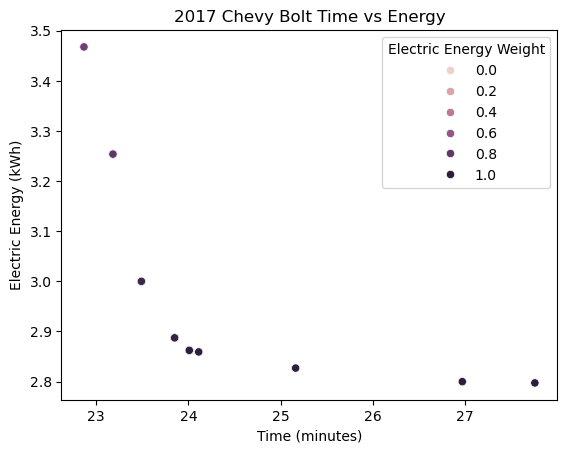 2017 Chevy Bolt Time vs Energy
Electric Energy (kWh)
3.5
3.4
3.3
3.2
3.1
3.0
2.9
2.8
Electric Energy Weight
0.0
0.2
0.4
0.6
0.8
1.0
23 24 25 26 27
Time (minutes)